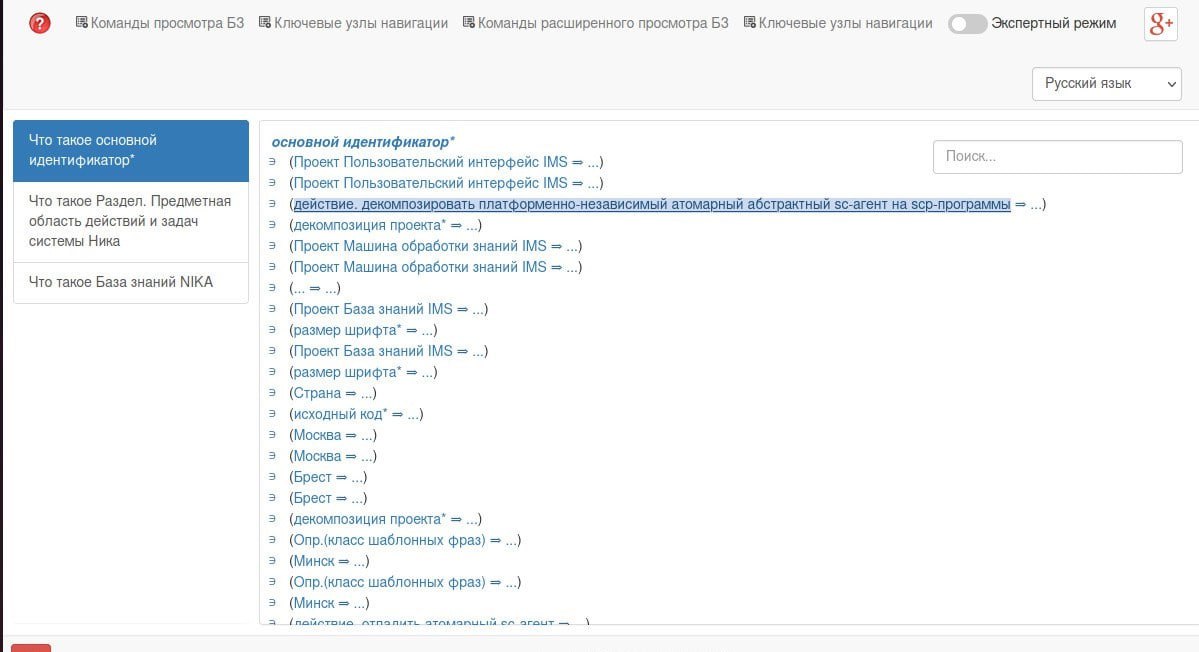 Команды просмотра БЗ
Ключевые узлы навигации
Команды расширенного просмотра БЗ
Ключевые узлы навигации
Экспертный режим
g+
Русский язык
Что такое основной
идентификатор*
Что такое Раздел. Предметная
область действий и задач
системы Ника
Что такое База знаний NIKA
Поиск...
основной идентификатор*
∍ (Проект Пользовательский интерфейс IMS ⇒ ...)
∍ (Проект Пользовательский интерфейс IMS ⇒ ...)
∍ (действие. декомпозировать платформенно-независимый атомарный абстрактный sc-агент на scp-программы ⇒ ...)
∍ (декомпозиция проекта* ⇒ ...)
∍ (Проект Машина обработки знаний IMS ⇒ ...)
∍ (Проект Машина обработки знаний IMS ⇒ ...)
∍ (... ⇒ ...)
∍ (Проект База знаний IMS ⇒ ...)
∍ (размер шрифта* ⇒ ...)
∍ (Проект База знаний IMS ⇒ ...)
∍ (размер шрифта* ⇒ ...)
∍ (Страна ⇒ ...)
∍ (исходный код* ⇒ ...)
∍ (Москва ⇒ ...)
∍ (Москва ⇒ ...)
∍ (Брест ⇒ ...)
∍ (Брест ⇒ ...)
∍ (декомпозиция проекта* ⇒ ...)
∍ (Опр.(класс шаблонных фраз) ⇒ ...)
∍ (Минск ⇒ ...)
∍ (Опр.(класс шаблонных фраз) ⇒ ...)
∍ (Минск ⇒ ...)
∍ (действие. отладить атомарный sc-агент ⇒ ...)